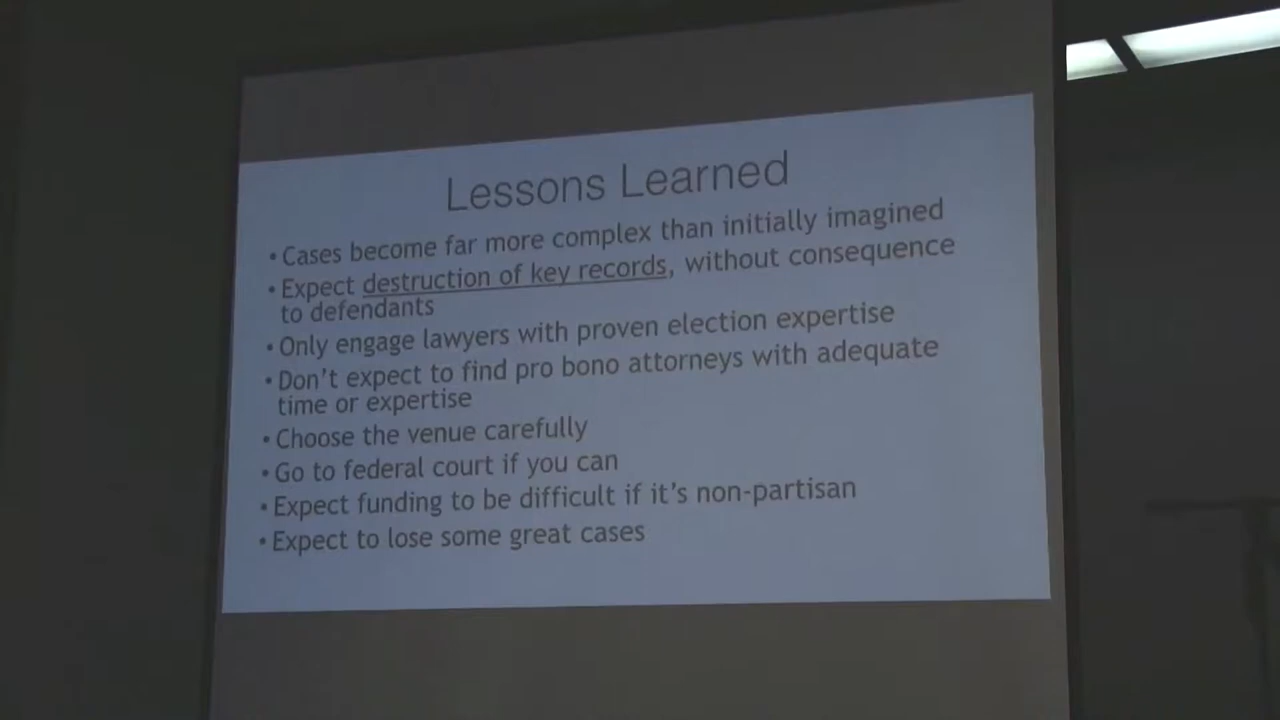 Lessons Learned
• Cases become far more complex than initially imagined
• Expect destruction of key records, without consequence
to defendants
• Only engage lawyers with proven election expertise
• Don't expect to find pro bono attorneys with adequate
time or expertise
• Choose the venue carefully
• Go to federal court if you can
• Expect funding to be difficult if it's non-partisan
• Expect to lose some great cases